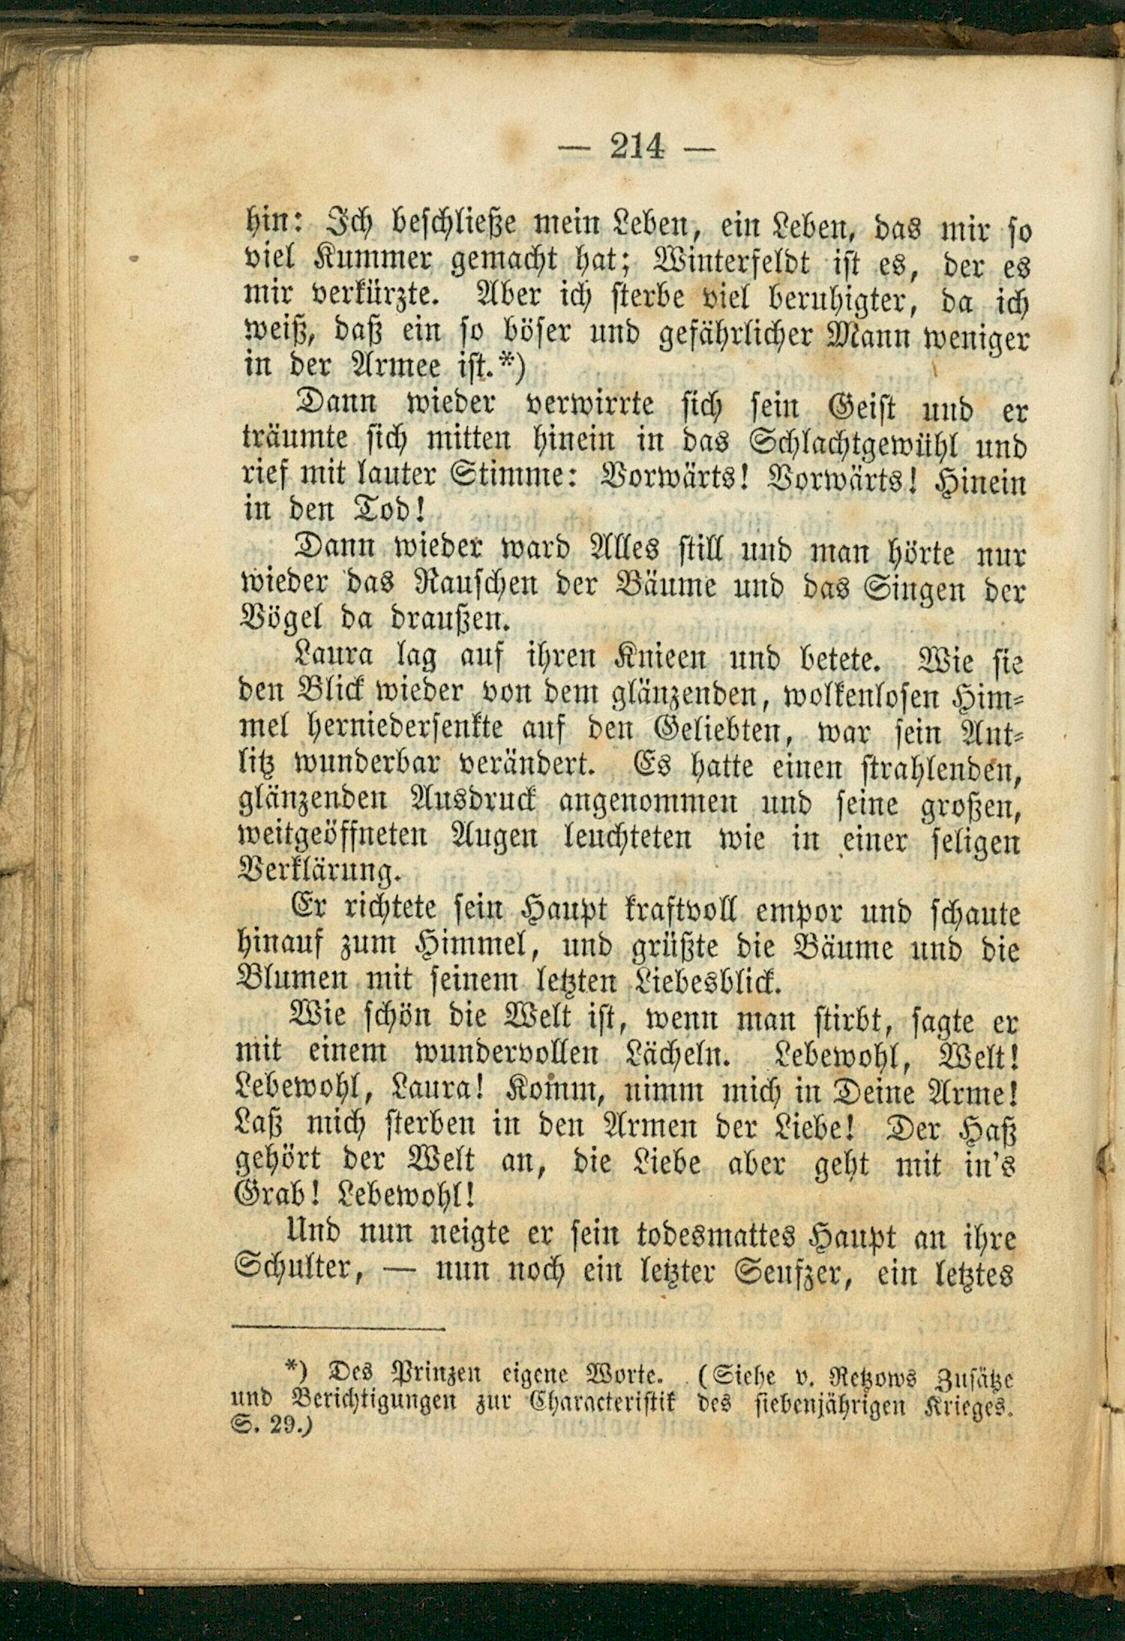 — 214 —
hin: Ich beschließe mein Leben, ein Leben, das mir so
viel Kummer gemacht hat; Winterfeldt ist es, der es
mir verkürzte. Aber ich sterbe viel beruhigter, da ich
weiß, daß ein so böser und gefährlicher Mann weniger
in der Armee ist.*)
Dann wieder verwirrte sich sein Geist und er
träumte sich mitten hinein in das Schlachtgewühl und
rief mit lauter Stimme: Vorwärts! Vorwärts! Hinein
in den Tod!
Dann wieder ward Alles still und man hörte nur
wieder das Rauschen der Bäume und das Singen der
Vögel da draußen.
Laura lag auf ihren Knieen und betete. Wie sie
den Blick wieder von dem glänzenden, wolkenlosen Him-
mel herniedersenkte auf den Geliebten, war sein Ant-
litz wunderbar verändert. Es hatte einen strahlenden,
glänzenden Ausdruck angenommen und seine großen,
weitgeöffneten Augen leuchteten wie in einer seligen
Verklärung.
Er richtete sein Haupt kraftvoll empor und schaute
hinauf zum Himmel, und grüßte die Bäume und die
Blumen mit seinem letzten Liebesblick.
Wie schön die Welt ist, wenn man stirbt, sagte er
mit einem wundervollen Lächeln. Lebewohl, Welt!
Lebewohl, Laura! Komm, nimm mich in Deine Arme!
Laß mich sterben in den Armen der Liebe! Der Haß
gehört der Welt an, die Liebe aber geht mit in's
Grab! Lebewohl!
Und nun neigte er sein todesmattes Haupt an ihre
Schulter, — nun noch ein letzter Seufzer, ein letztes
*) Des Prinzen eigene Worte. (Siehe v. Retzows Zusätze
und Berichtigungen zur Characteristik des siebenjährigen Krieges.
S. 29.)